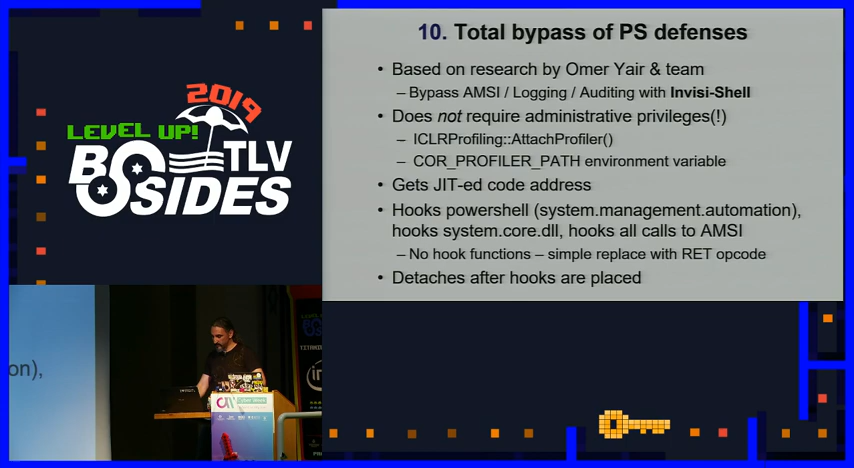 2019
LEVEL UP!
BSIDES TLV
10. Total bypass of PS defenses
• Based on research by Omer Yair & team
– Bypass AMSI / Logging / Auditing with Invisi-Shell
• Does not require administrative privileges(!)
– ICLRProfiling::AttachProfiler()
– COR_PROFILER_PATH environment variable
• Gets JIT-ed code address
• Hooks powershell (system.management.automation),
hooks system.core.dll, hooks all calls to AMSI
– No hook functions – simple replace with RET opcode
• Detaches after hooks are placed
on),
Cyber Week